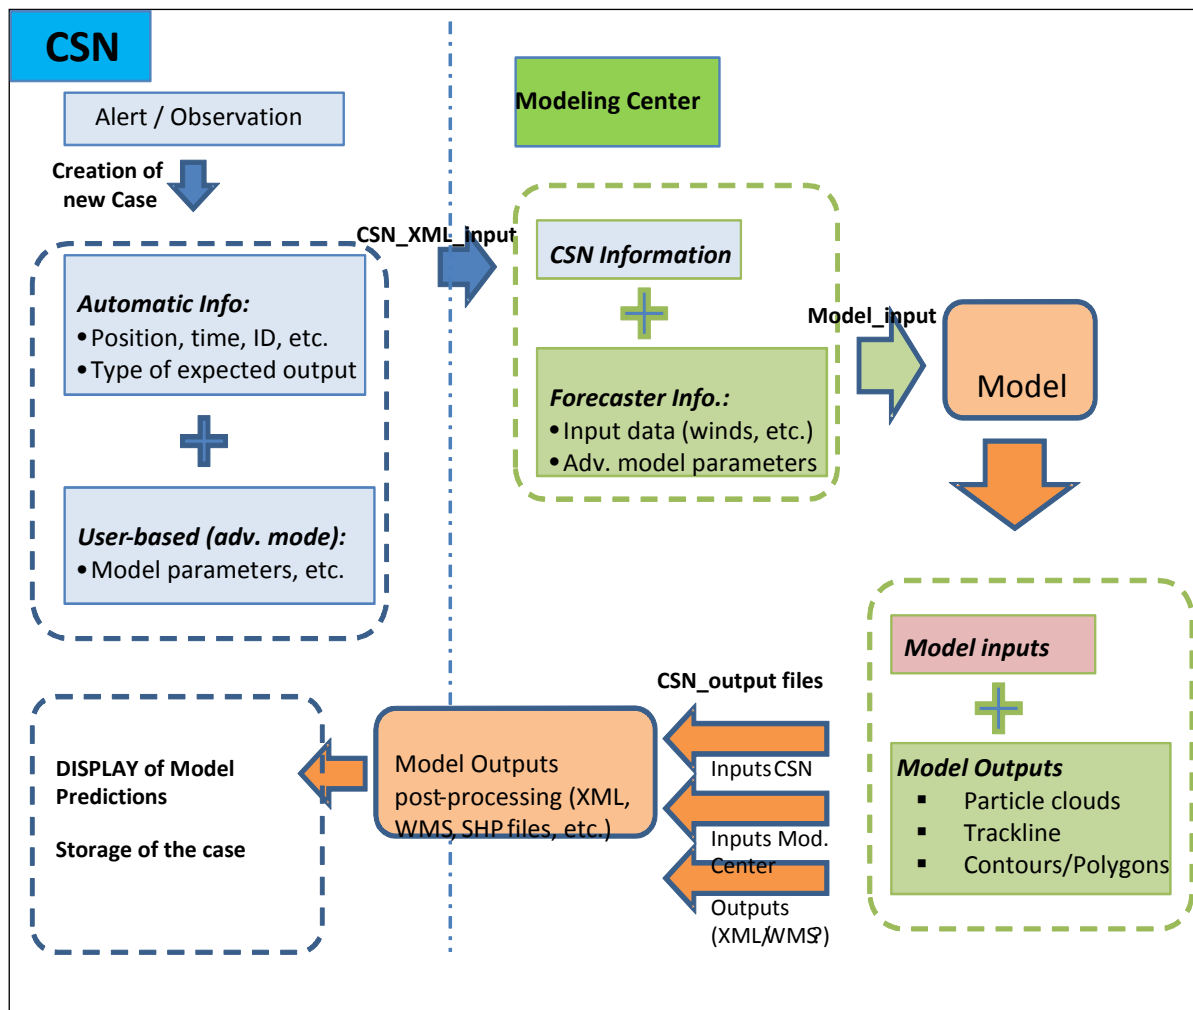 CSN
Alert / Observation
Creation of
new Case
Automatic Info:
• Position, time, ID, etc.
• Type of expected output
User-based (adv. mode):
• Model parameters, etc.
CSN_XML_input
Modeling Center
CSN Information
Forecaster Info.:
• Input data (winds, etc.)
• Adv. model parameters
Model_input
Model
Model inputs
Model Outputs
▪ Particle clouds
▪ Trackline
▪ Contours/Polygons
CSN_output files
Inputs CSN
Inputs Mod.
Center
Outputs
(XML/WMS?)
Model Outputs
post-processing (XML,
WMS, SHP files, etc.)
DISPLAY of Model
Predictions
Storage of the case